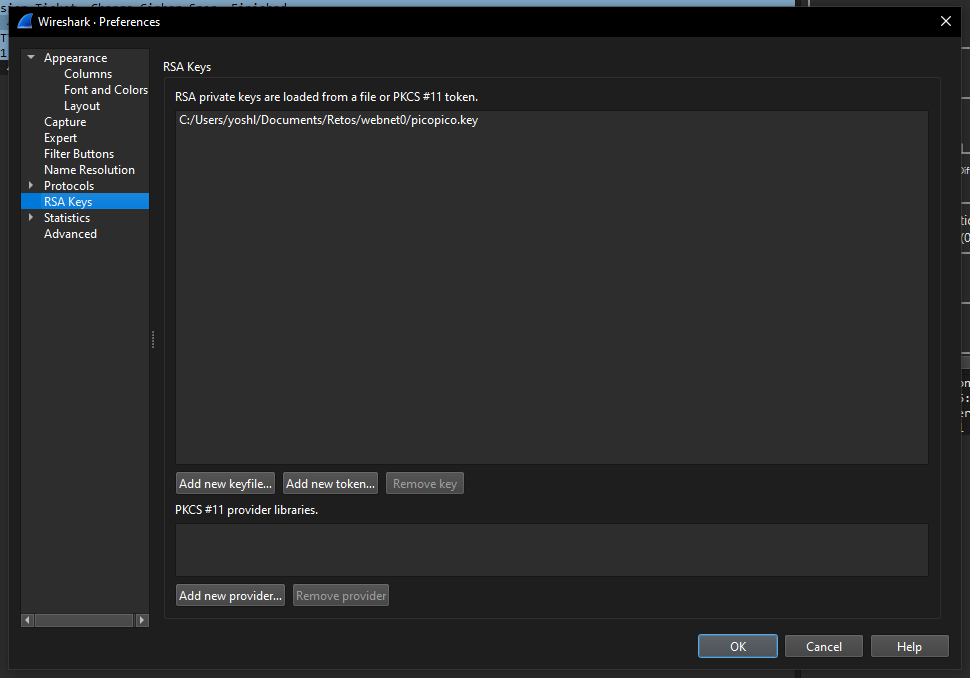 Wireshark · Preferences
Appearance
Columns
Font and Colors
Layout
Capture
Expert
Filter Buttons
Name Resolution
Protocols
RSA Keys
Statistics
Advanced
RSA Keys
RSA private keys are loaded from a file or PKCS #11 token.
C:/Users/yoshl/Documents/Retos/webnet0/picopico.key
Add new keyfile... Add new token... Remove key
PKCS #11 provider libraries.
Add new provider... Remove provider
OK Cancel Help